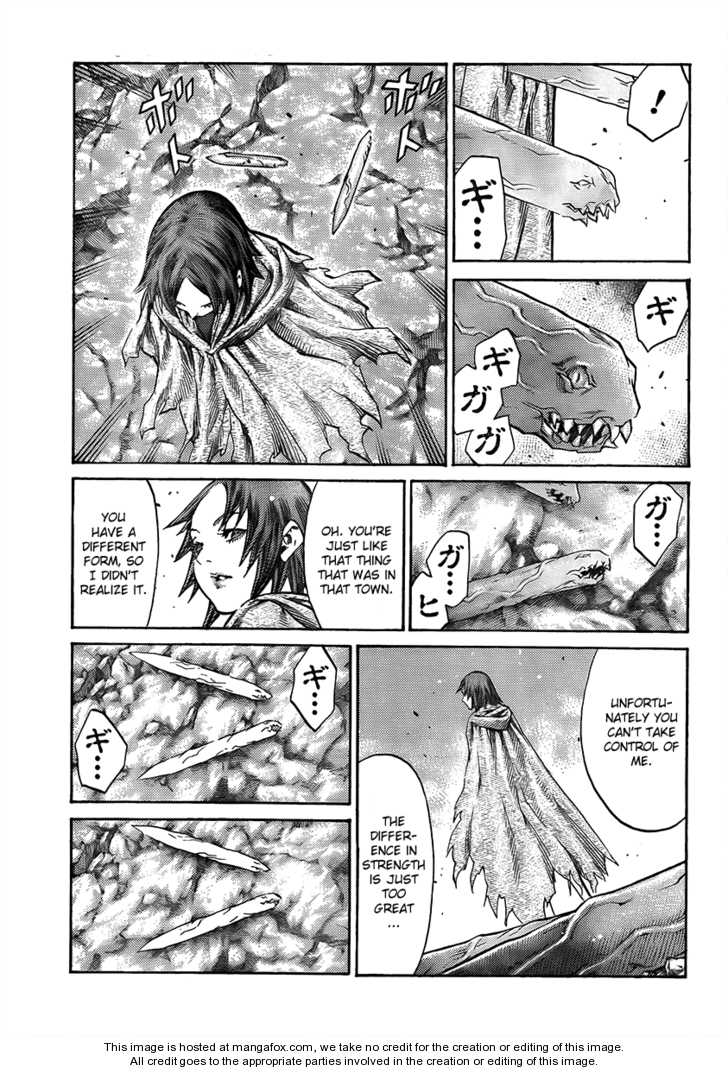 !
ギ…
ボト
ボト
ギ
ギガガ
ガ…
ガ…ヒ
OH. YOU'RE
JUST LIKE
THAT THING
THAT WAS IN
THAT TOWN.
YOU
HAVE A
DIFFERENT
FORM, SO
I DIDN'T
REALIZE IT.
UNFORTU-
NATELY YOU
CAN'T TAKE
CONTROL OF
ME.
THE
DIFFER-
ENCE IN
STRENGTH
IS JUST
TOO
GREAT
...
ギ…
ギ…
This image is hosted at mangafox.com, we take no credit for the creation or editing of this image.
All credit goes to the appropriate parties involved in the creation or editing of this image.